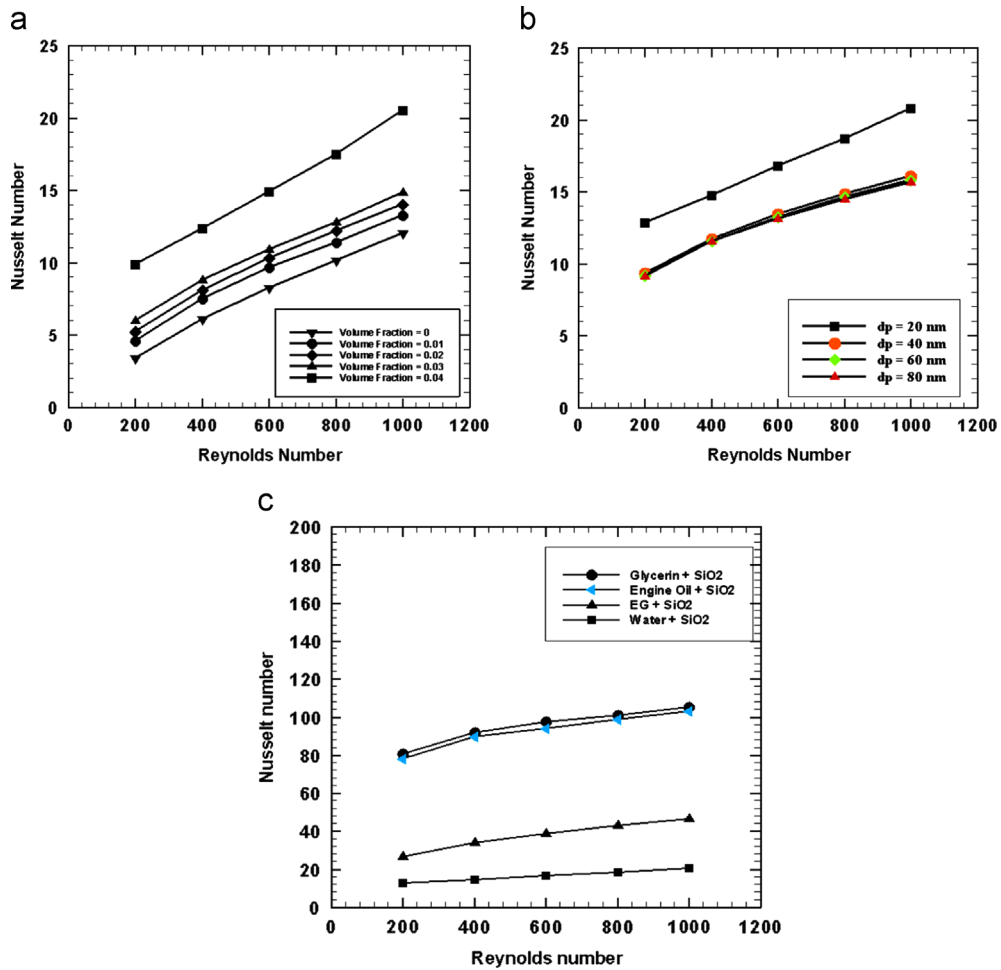 a
25
20
15
10
5
0
Nusselt Number
Volume Fraction = 0
Volume Fraction = 0.01
Volume Fraction = 0.02
Volume Fraction = 0.03
Volume Fraction = 0.04
0 200 400 600 800 1000 1200
Reynolds Number
b
25
20
15
10
5
0
Nusselt Number
dp = 20 nm
dp = 40 nm
dp = 60 nm
dp = 80 nm
0 200 400 600 800 1000 1200
Reynolds Number
c
200
180
160
140
120
100
80
60
40
20
0
Nusselt number
Glycerin + SiO2
Engine Oil + SiO2
EG + SiO2
Water + SiO2
0 200 400 600 800 1000 1200
Reynolds number